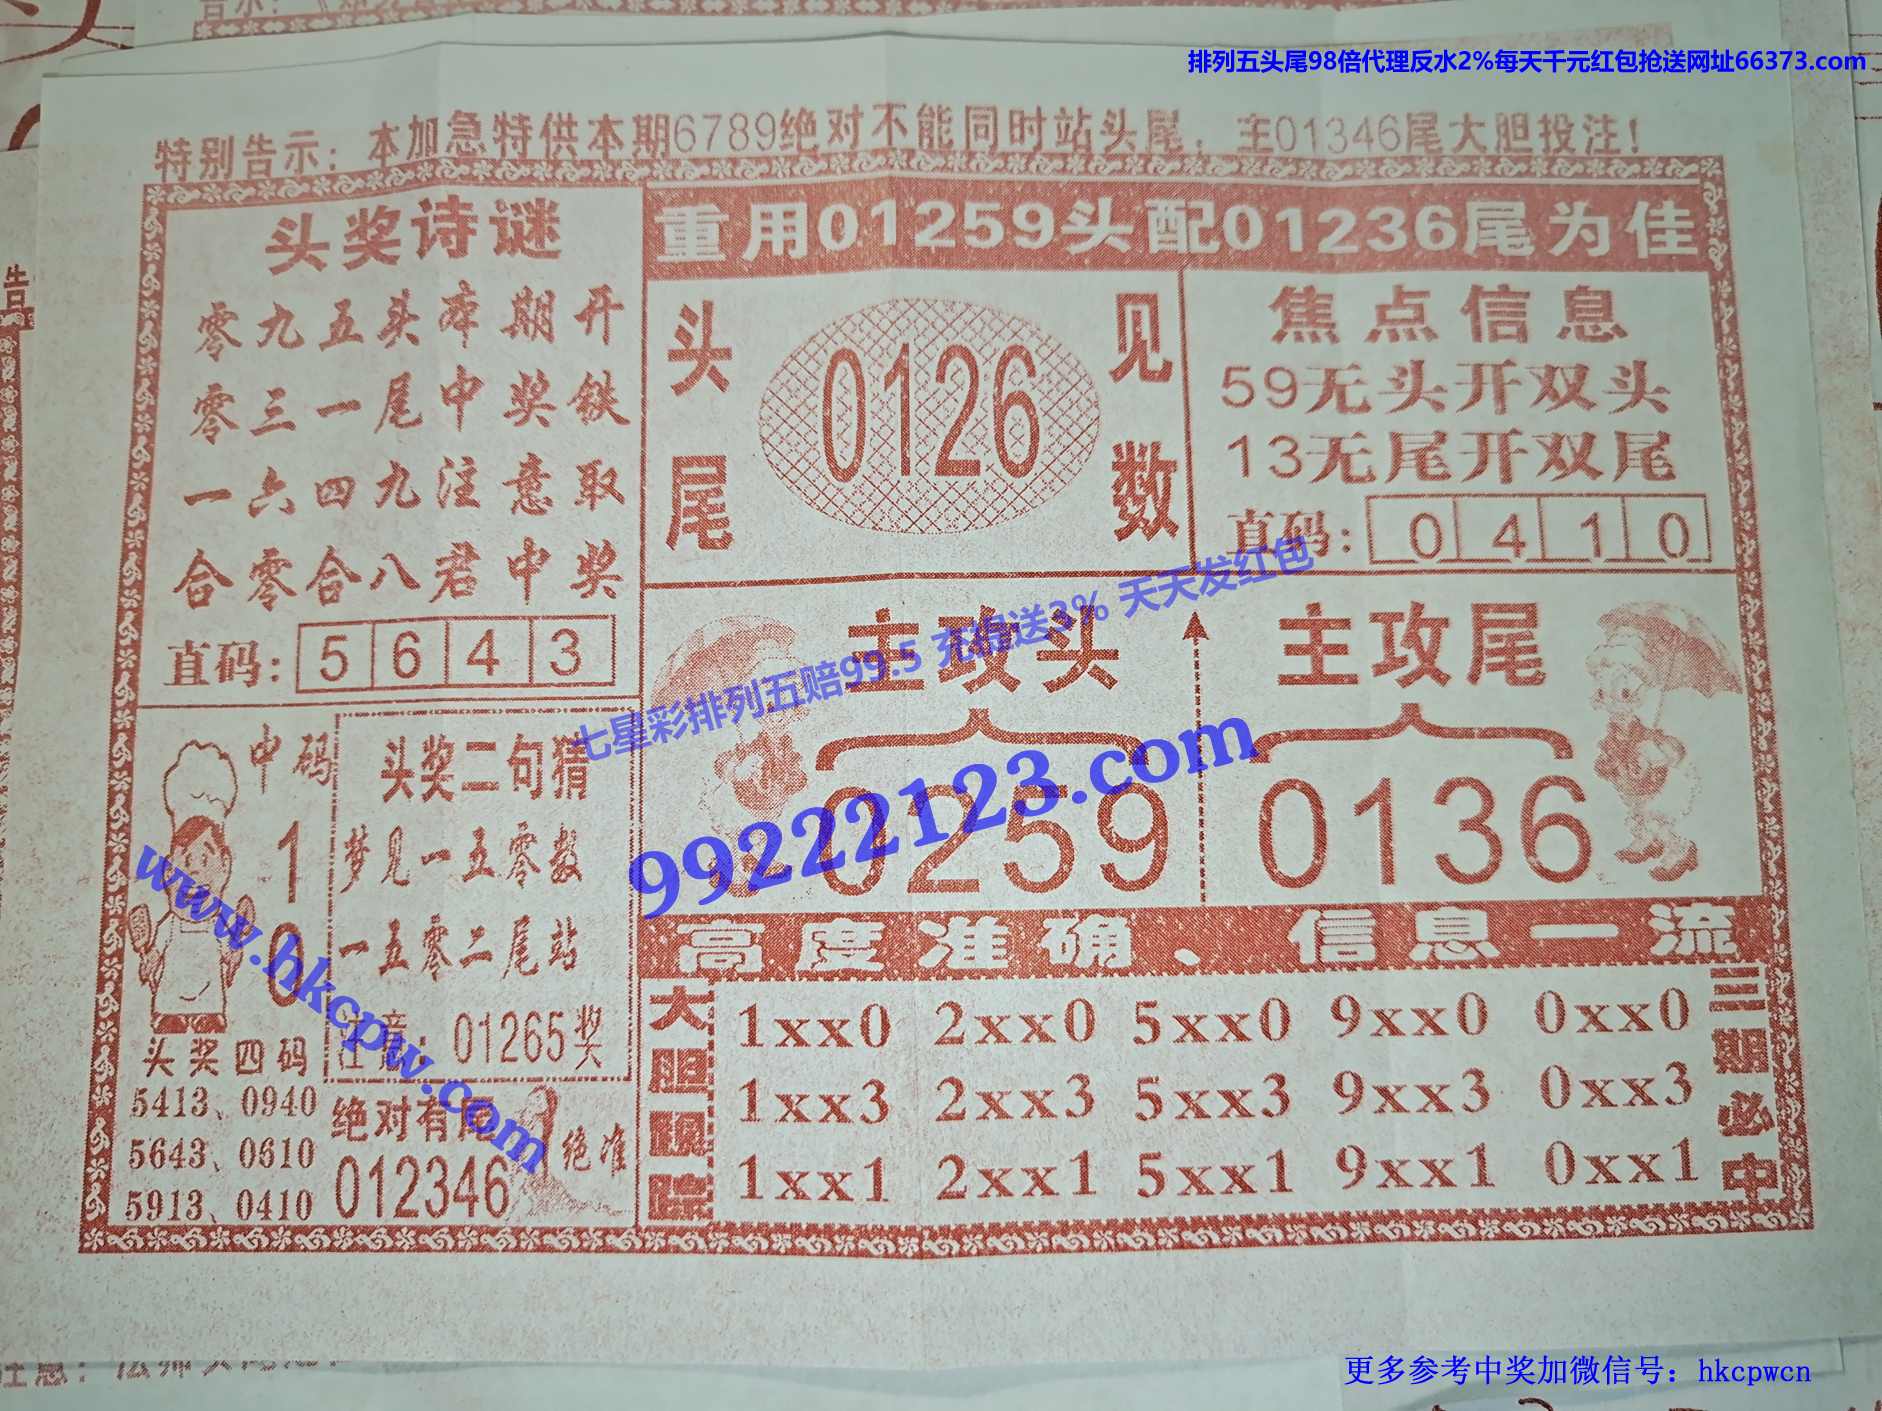 排列五头尾98倍代理反水2%每天千元红包抢送网址66373.com
特别告示：本加急特供本期6789绝对不能同时站头尾，主01346尾大胆投注！
头奖诗谜
零九五头本期开
零三一尾中奖铁
一六四九注意取
合零合八君中奖
直码：5643
重用01259头配01236尾为佳
头尾
0126
见数
焦点信息
59无头开双头
13无尾开双尾
直码：0410
七星彩排列五赔99.5 充值送3% 天天发红包
99222123.com
主攻头
0259
主攻尾
0136
中码
1
0
头奖四码
5413、0940
5643、0610
5913、0410
头奖二句猜
梦见一五零数
一五零二尾站
注意：01265奖
绝对有尾
012346
绝准
www.hkcpw.com
高度准确、信息一流
大胆跟踪
1xx0 2xx0 5xx0 9xx0 0xx0
1xx3 2xx3 5xx3 9xx3 0xx3
1xx1 2xx1 5xx1 9xx1 0xx1
三期必中
更多参考中奖加微信号：hkcpwcn